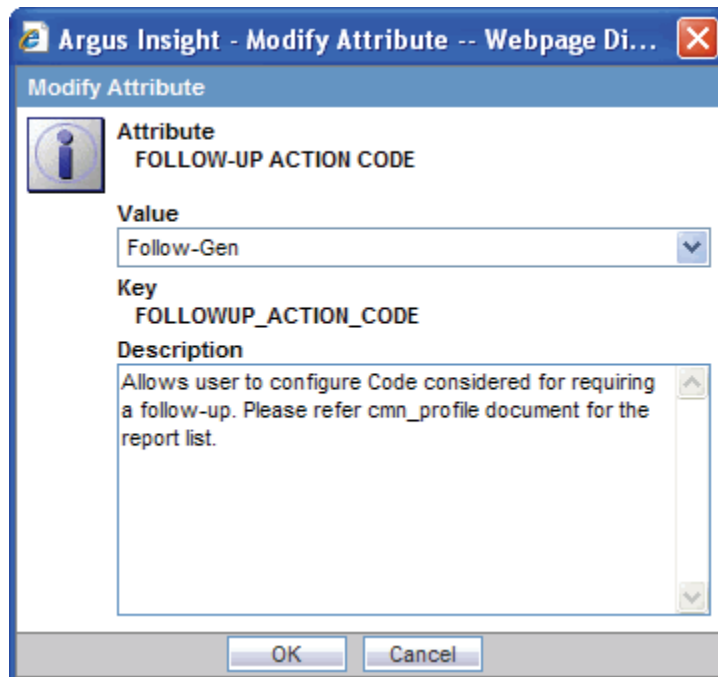 Argus Insight - Modify Attribute -- Webpage Di...
Modify Attribute
Attribute
FOLLOW-UP ACTION CODE
Value
Follow-Gen
Key
FOLLOWUP_ACTION_CODE
Description
Allows user to configure Code considered for requiring
a follow-up. Please refer cmn_profile document for the
report list.
OK Cancel